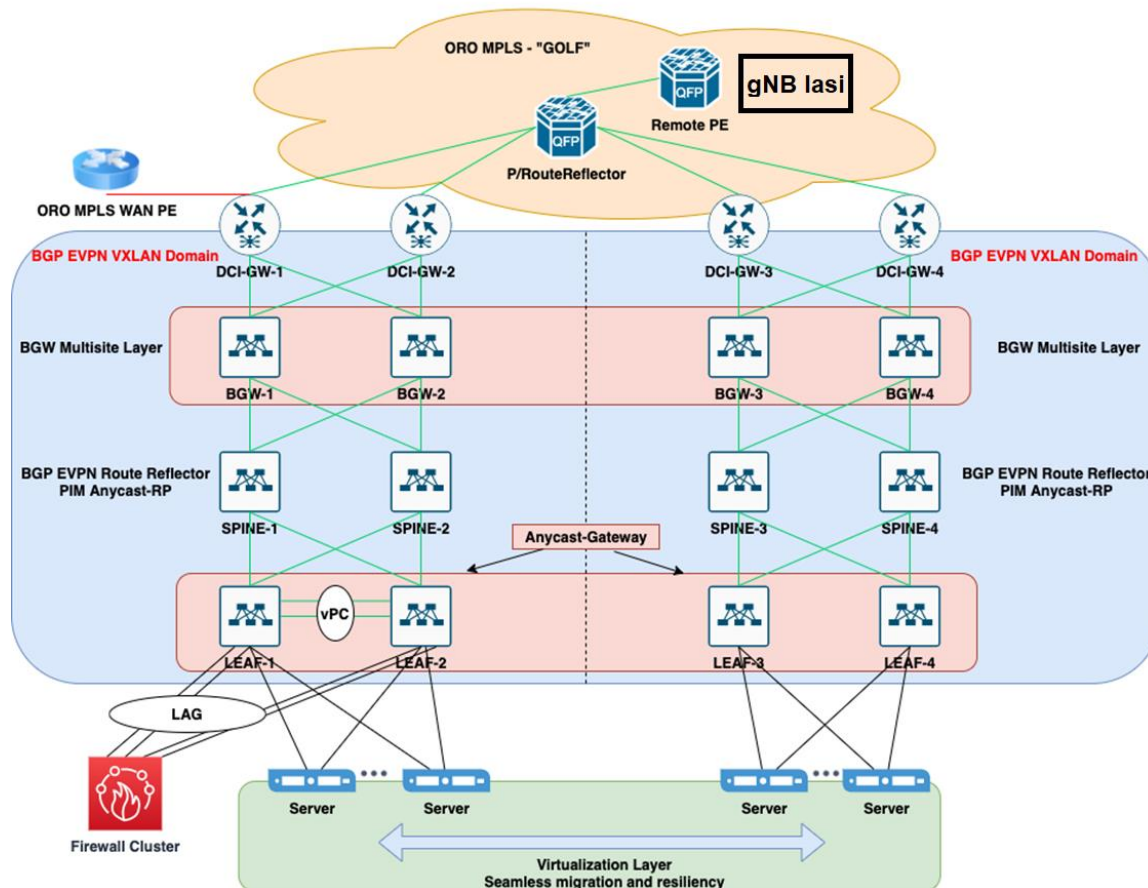 ORO MPLS - "GOLF"
gNB Iasi
QFP
Remote PE
QFP
P/RouteReflector
ORO MPLS WAN PE
BGP EVPN VXLAN Domain
BGP EVPN VXLAN Domain
DCI-GW-1
DCI-GW-2
DCI-GW-3
DCI-GW-4
BGW Multisite Layer
BGW Multisite Layer
BGW-1
BGW-2
BGW-3
BGW-4
BGP EVPN Route Reflector
PIM Anycast-RP
BGP EVPN Route Reflector
PIM Anycast-RP
SPINE-1
SPINE-2
SPINE-3
SPINE-4
Anycast-Gateway
vPC
LEAF-1
LEAF-2
LEAF-3
LEAF-4
LAG
Server
Server
Server
Server
Firewall Cluster
Virtualization Layer
Seamless migration and resiliency